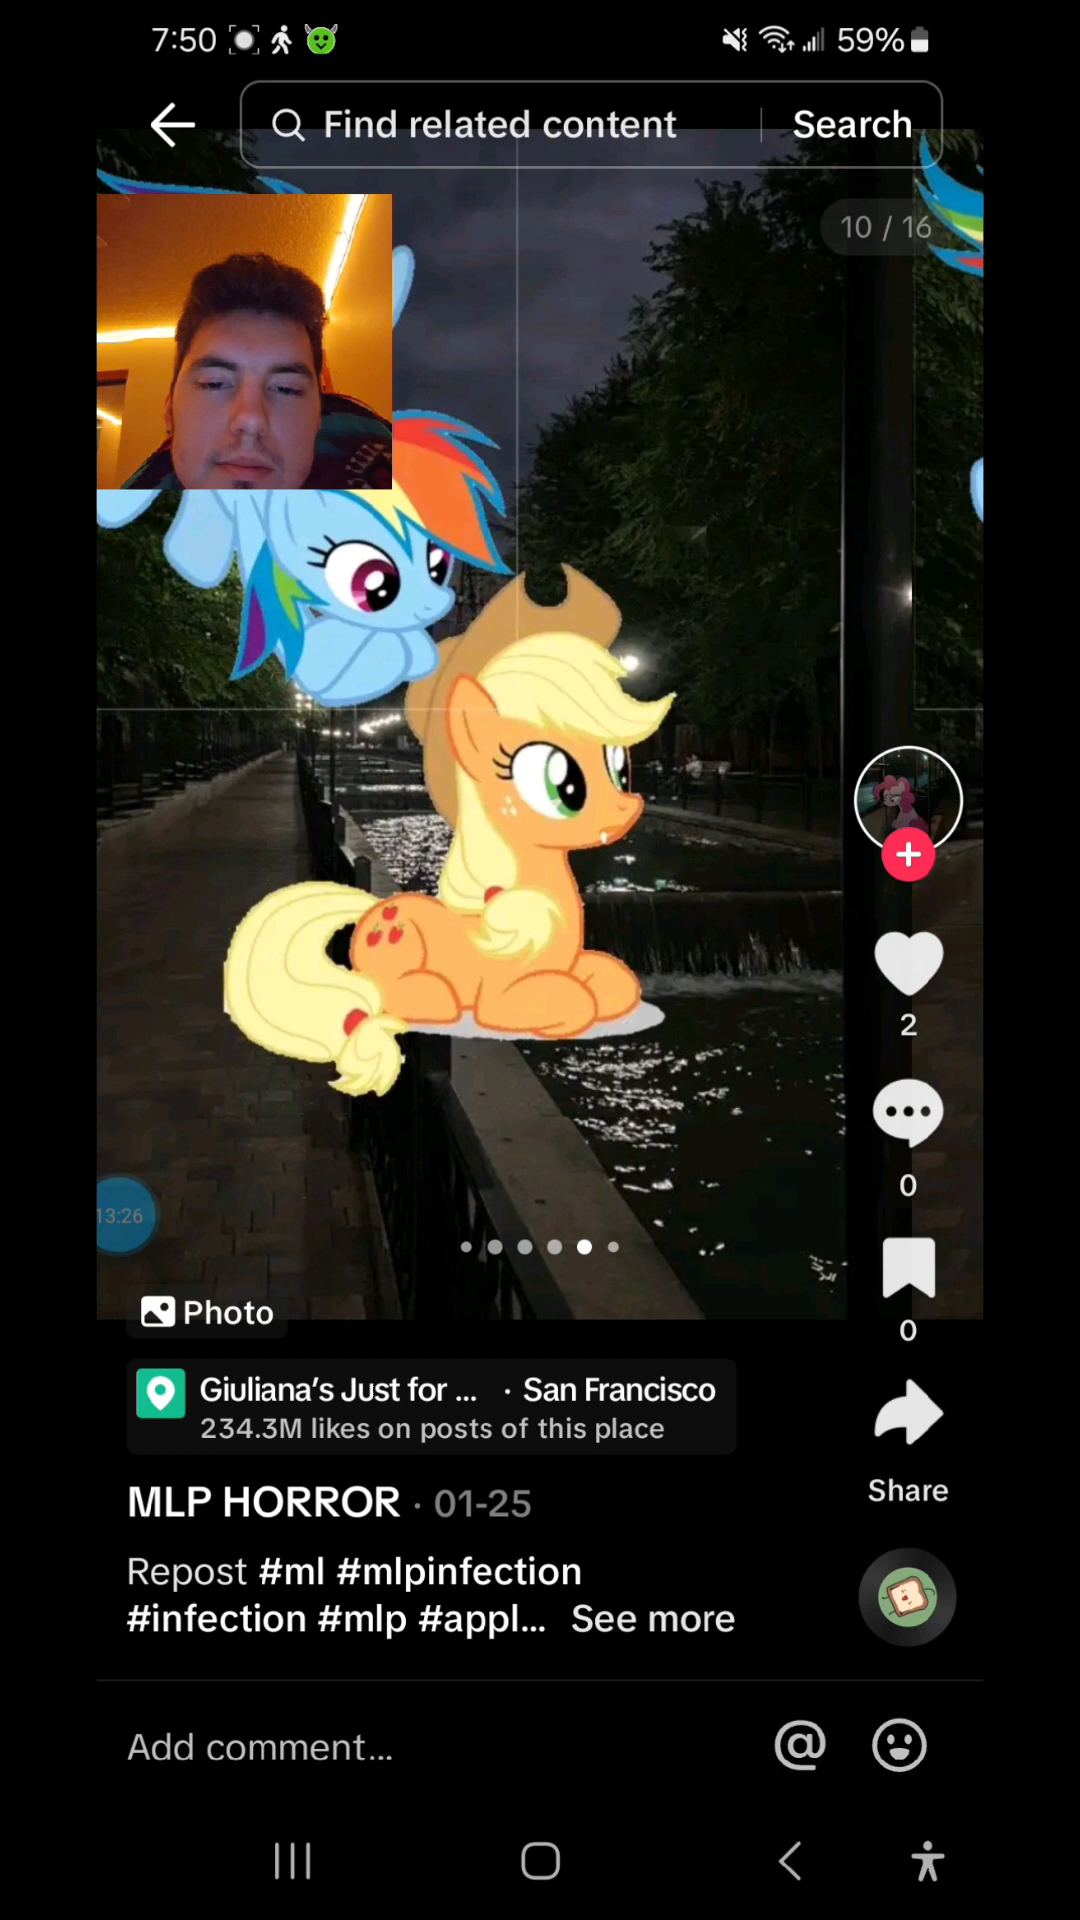 7:50 59%
Find related content Search
10 / 16
2
0
13:26
0
Photo
Giuliana’s Just for ... · San Francisco
234.3M likes on posts of this place
Share
MLP HORROR · 01-25
Repost #ml #mlpinfection
#infection #mlp #appl... See more
Add comment...